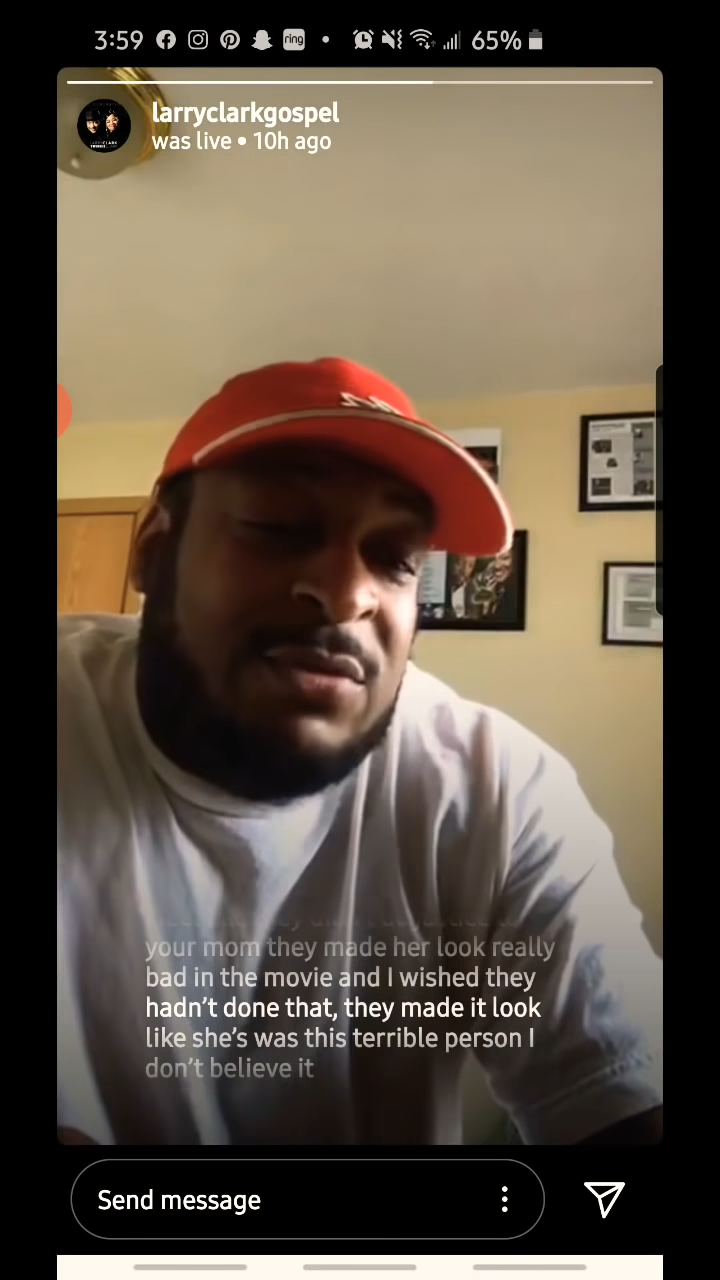 3:59 ring 65%
larryclarkgospel
was live • 10h ago
your mom they made her look really
bad in the movie and I wished they
hadn't done that, they made it look
like she's was this terrible person I
don't believe it
Send message